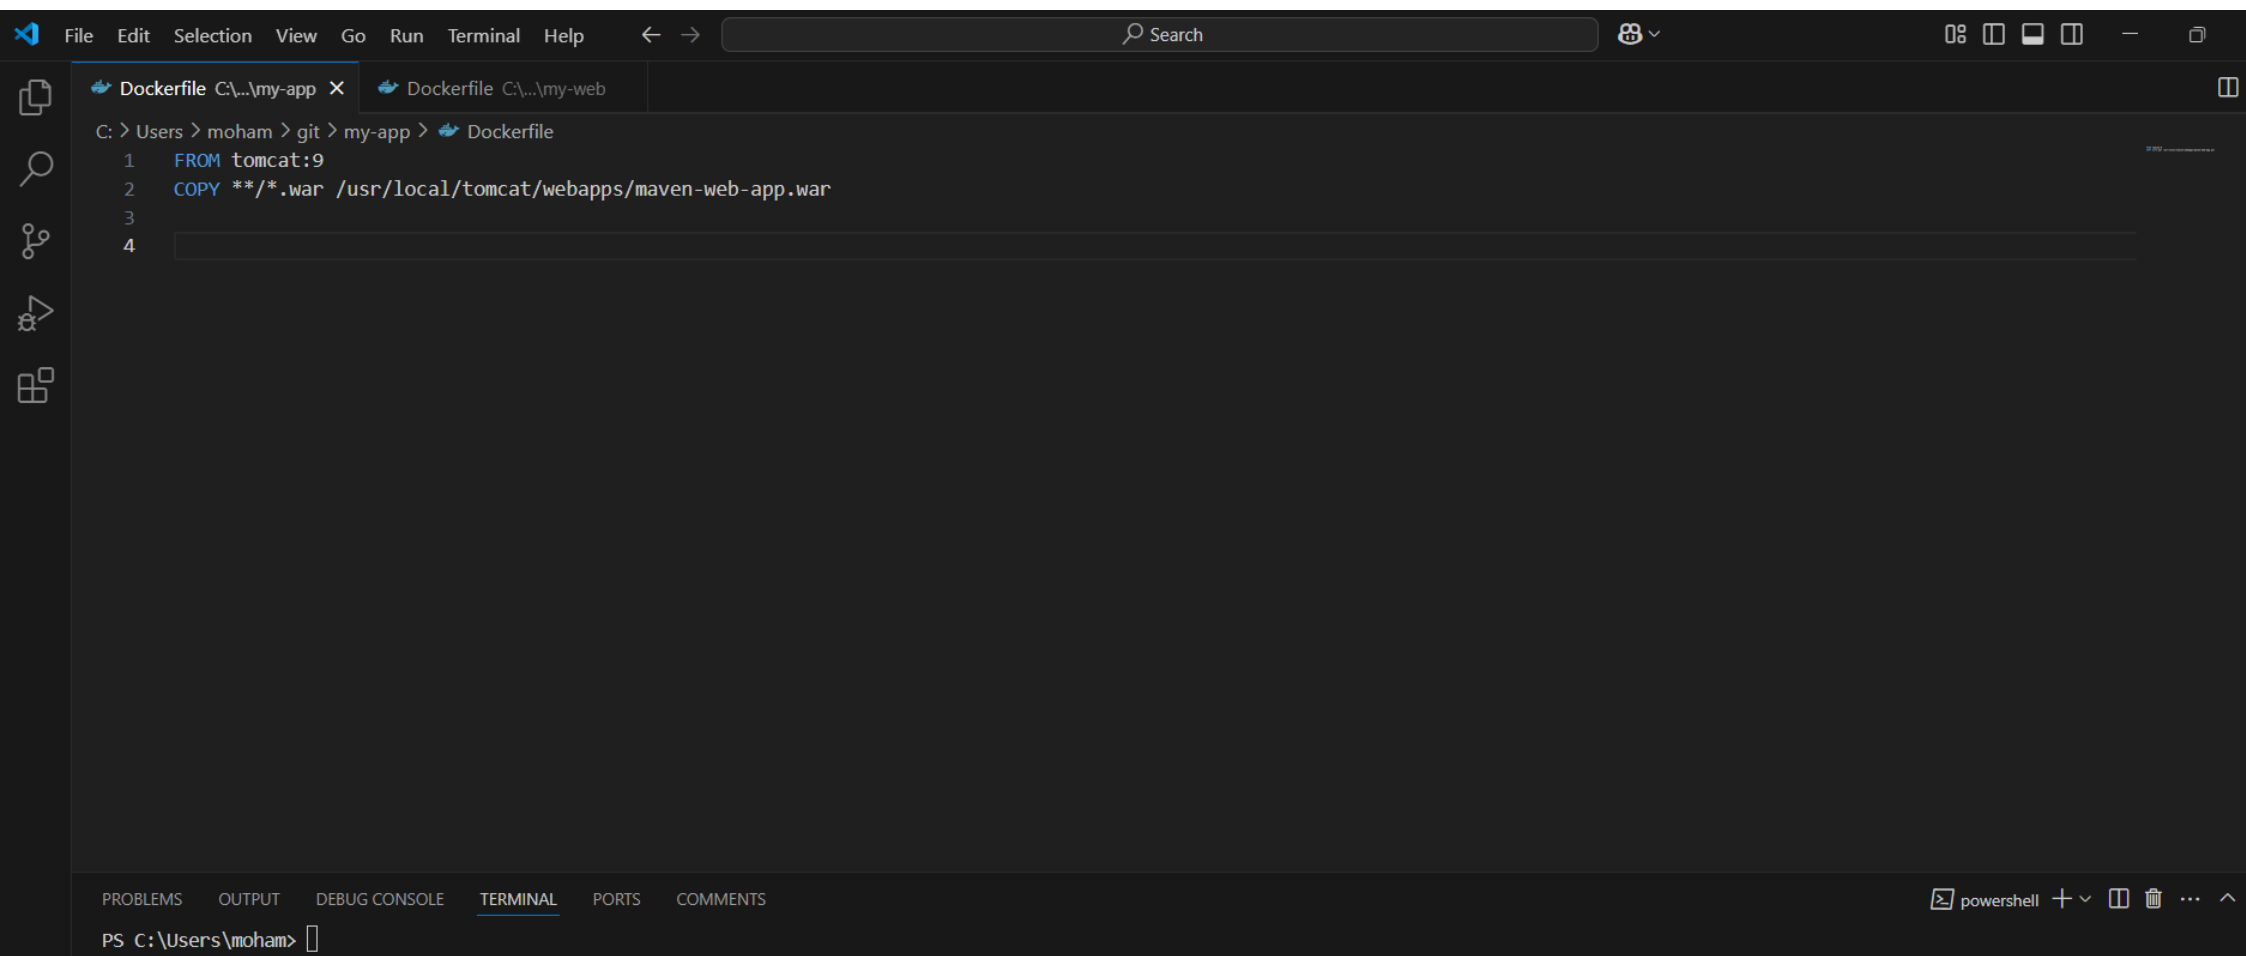 File Edit Selection View Go Run Terminal Help Search
Dockerfile C:\...\my-app Dockerfile C:\...\my-web
C: > Users > moham > git > my-app > Dockerfile
1 FROM tomcat:9
2 COPY **/*.war /usr/local/tomcat/webapps/maven-web-app.war
3
4
PROBLEMS OUTPUT DEBUG CONSOLE TERMINAL PORTS COMMENTS powershell
PS C:\Users\moham>